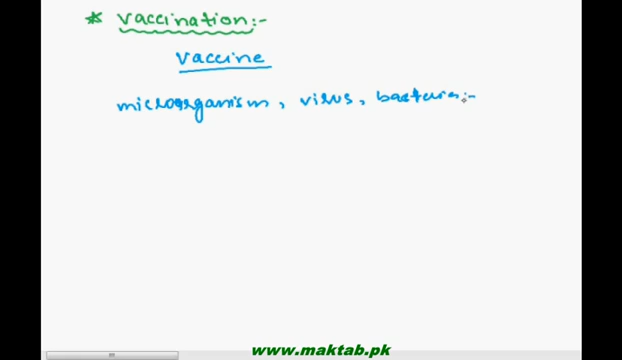 * vaccination:-
vaccine
microorganism, virus, bacteria:-
www.maktab.pk